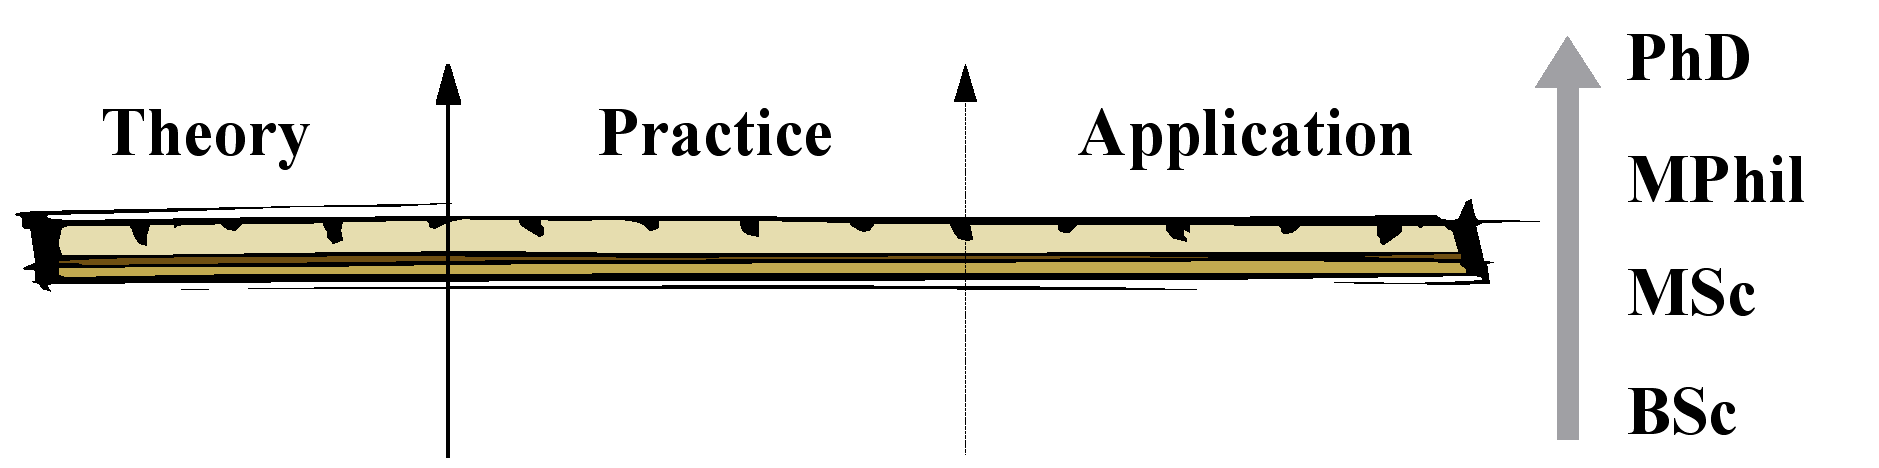 Theory Practice Application
PhD
MPhil
MSc
BSc